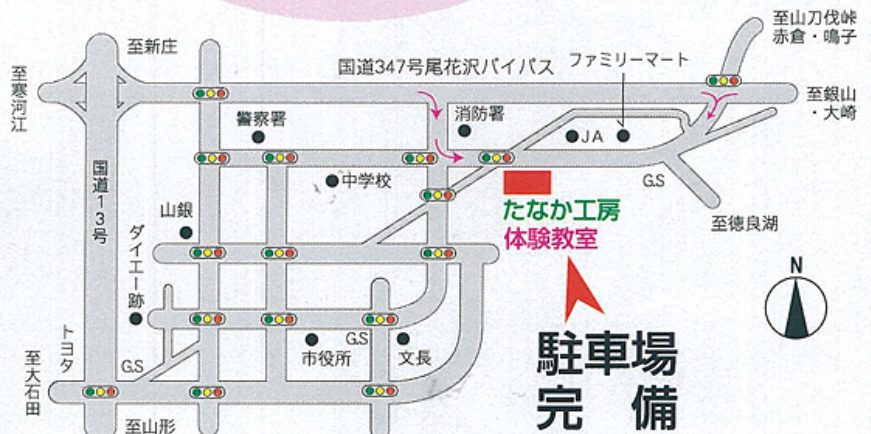 至山刀伐峠
赤倉・鳴子
至新庄
国道347号尾花沢バイパス
ファミリーマート
至寒河江
至銀山
・大崎
警察署
消防署
JA
国道13号
中学校
G.S
山銀
たなか工房
体験教室
至徳良湖
ダイエー跡
N
トヨタ
G.S
市役所
G.S
文長
駐車場
完備
至大石田
至山形